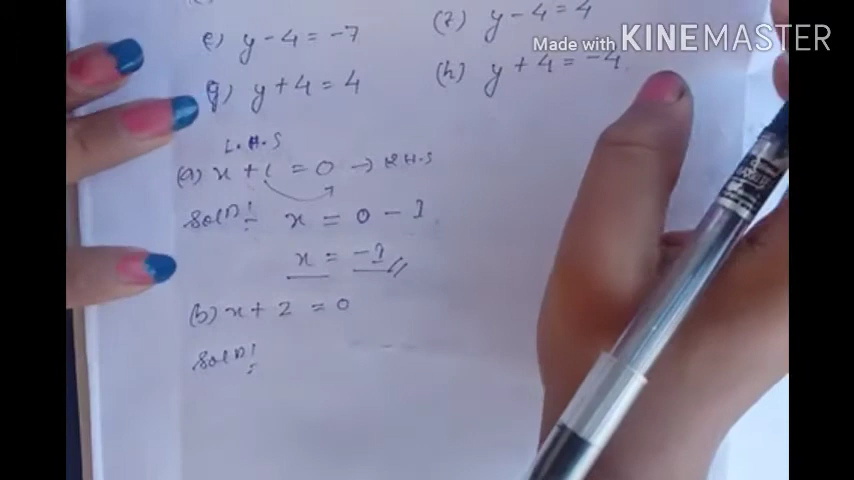 e) y - 4 = -7
(f) y - 4 = 4
Made with KINEMASTER
g) y + 4 = 4
(h) y + 4 = -4
L.H.S
(a) x + 1 = 0 → R.H.S
Soln:
x = 0 - 1
x = -1
(b) x + 2 = 0
Soln: